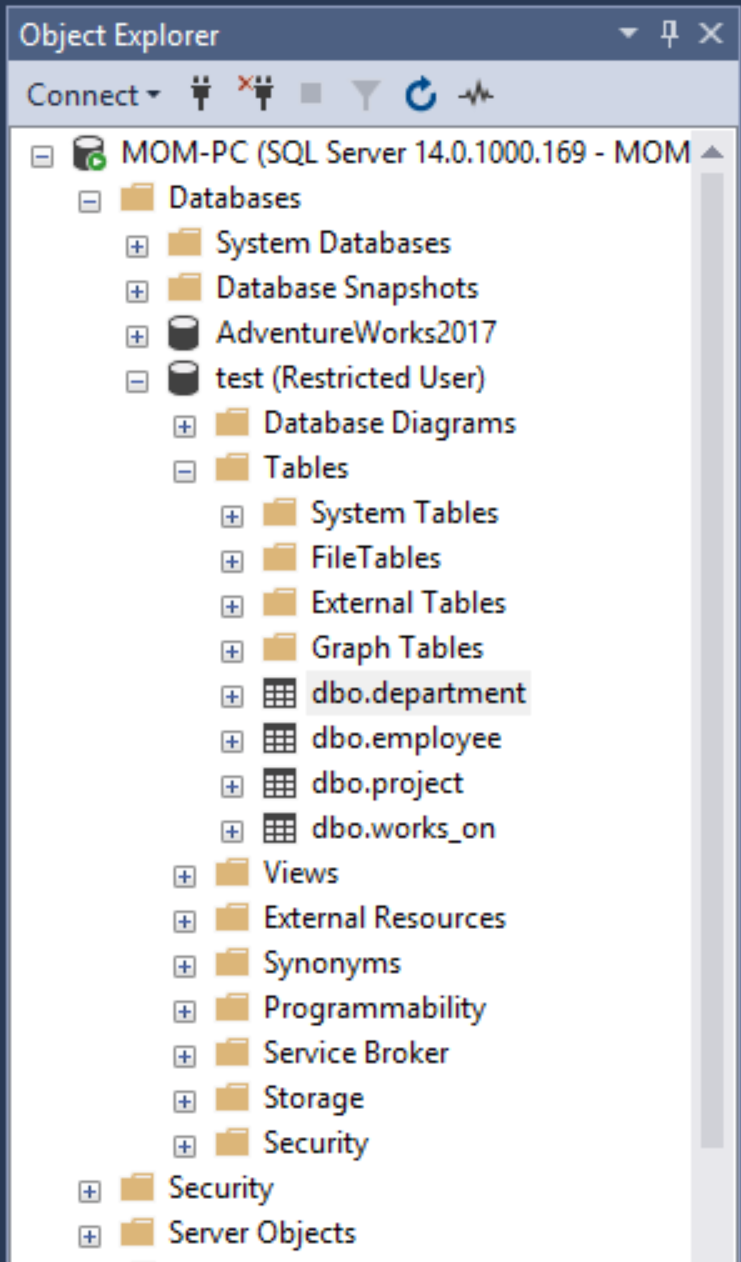 Object Explorer
Connect
MOM-PC (SQL Server 14.0.1000.169 - MOM
Databases
System Databases
Database Snapshots
AdventureWorks2017
test (Restricted User)
Database Diagrams
Tables
System Tables
FileTables
External Tables
Graph Tables
dbo.department
dbo.employee
dbo.project
dbo.works_on
Views
External Resources
Synonyms
Programmability
Service Broker
Storage
Security
Security
Server Objects